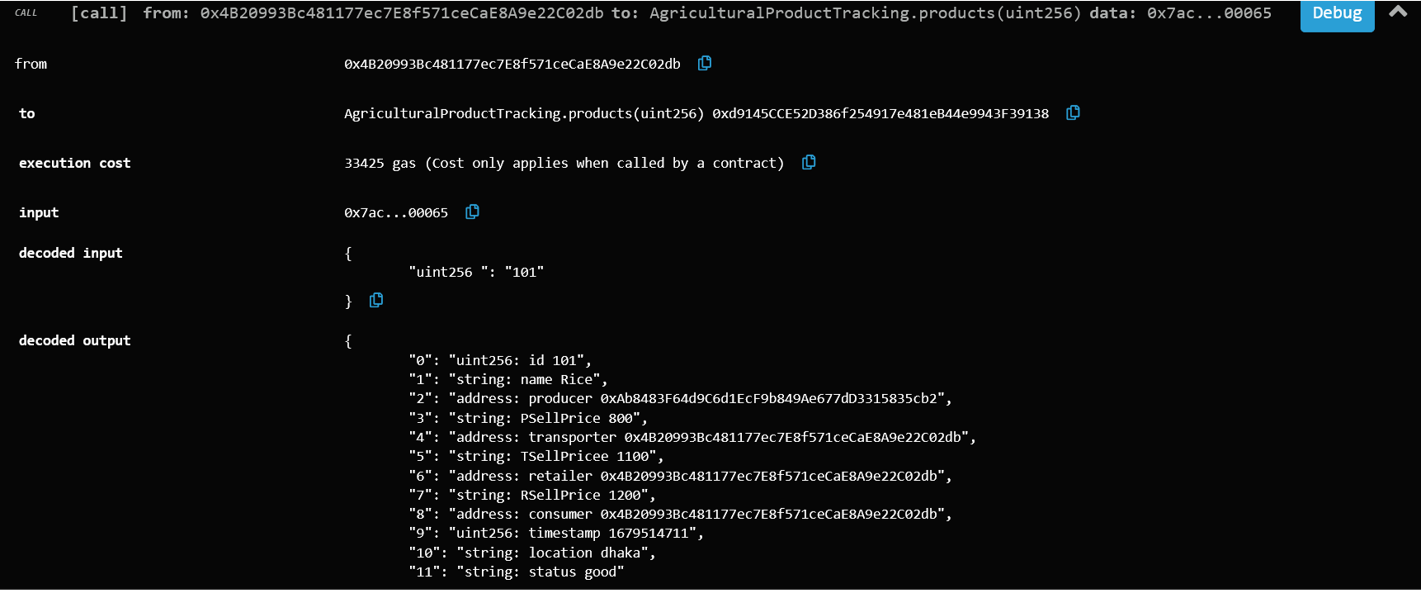 CALL [call] from: 0x4B20993Bc481177ec7E8f571ceCaE8A9e22C02db to: AgriculturalProductTracking.products(uint256) data: 0x7ac...00065 Debug
from 0x4B20993Bc481177ec7E8f571ceCaE8A9e22C02db
to AgriculturalProductTracking.products(uint256) 0xd9145CCE52D386f254917e481eB44e9943F39138
execution cost 33425 gas (Cost only applies when called by a contract)
input 0x7ac...00065
decoded input {
"uint256 ": "101"
}
decoded output {
"0": "uint256: id 101",
"1": "string: name Rice",
"2": "address: producer 0xAb8483F64d9C6d1EcF9b849Ae677dD3315835cb2",
"3": "string: PSellPrice 800",
"4": "address: transporter 0x4B20993Bc481177ec7E8f571ceCaE8A9e22C02db",
"5": "string: TSellPricee 1100",
"6": "address: retailer 0x4B20993Bc481177ec7E8f571ceCaE8A9e22C02db",
"7": "string: RSellPrice 1200",
"8": "address: consumer 0x4B20993Bc481177ec7E8f571ceCaE8A9e22C02db",
"9": "uint256: timestamp 1679514711",
"10": "string: location dhaka",
"11": "string: status good"